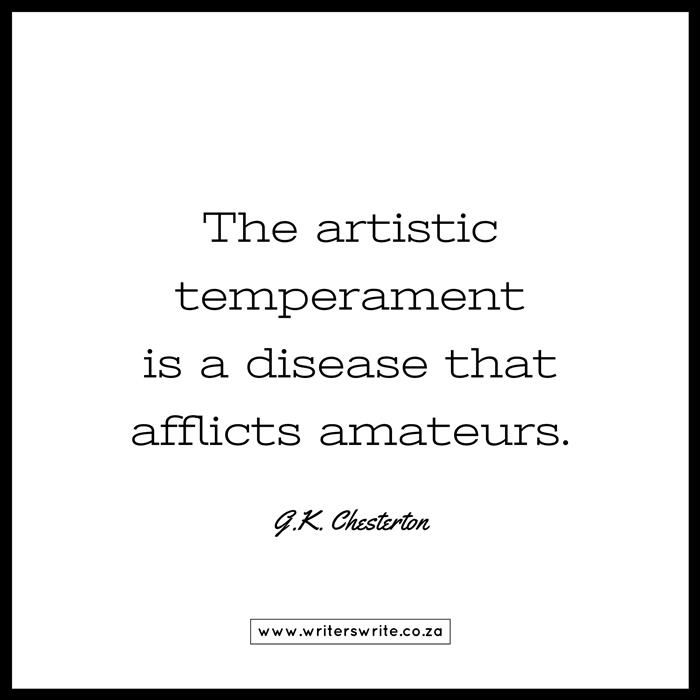 The artistic
temperament
is a disease that
afflicts amateurs.
G.K. Chesterton
www.writerswrite.co.za